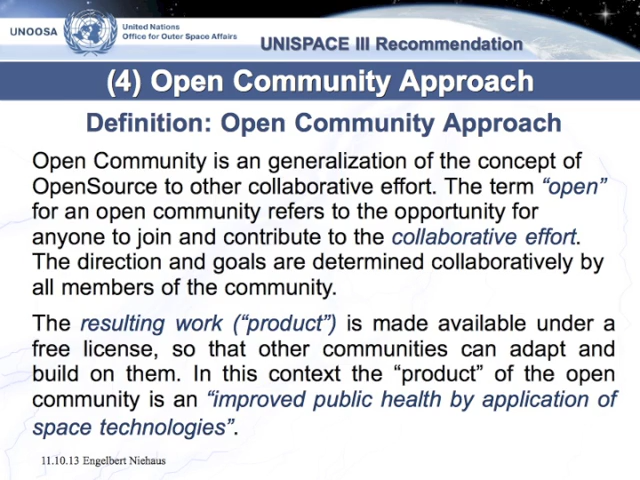 UNOOSA
United Nations
Office for Outer Space Affairs
UNISPACE III Recommendation
(4) Open Community Approach
Definition: Open Community Approach
Open Community is an generalization of the concept of
OpenSource to other collaborative effort. The term “open”
for an open community refers to the opportunity for
anyone to join and contribute to the collaborative effort.
The direction and goals are determined collaboratively by
all members of the community.
The resulting work (“product”) is made available under a
free license, so that other communities can adapt and
build on them. In this context the “product” of the open
community is an “improved public health by application of
space technologies”.
11.10.13 Engelbert Niehaus